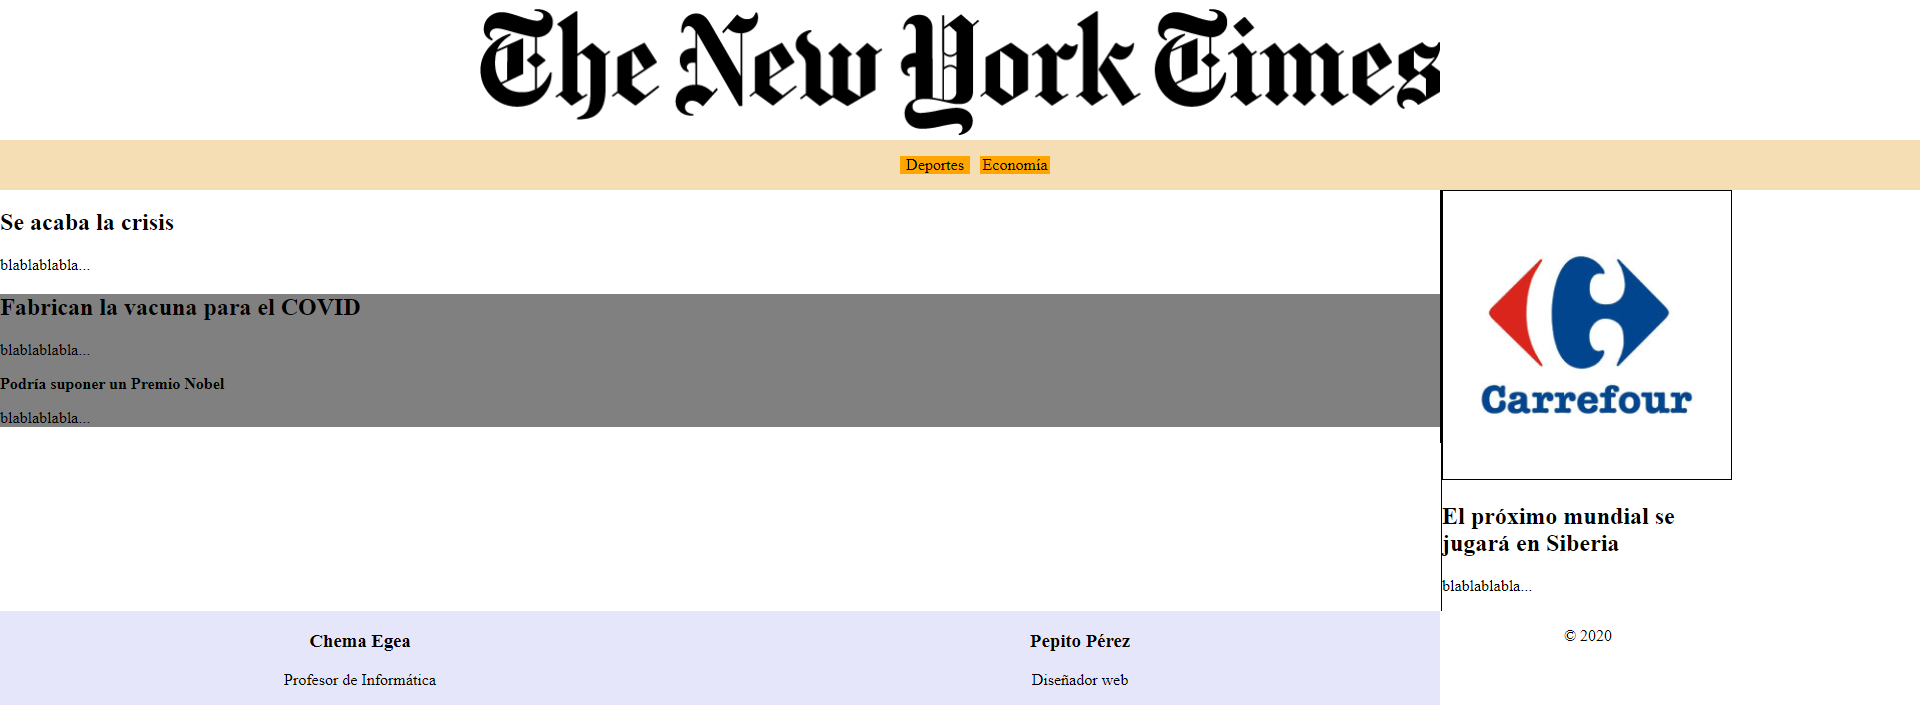 The New York Times
Deportes Economía
Se acaba la crisis
blablablabla...
Fabrican la vacuna para el COVID
blablablabla...
Podría suponer un Premio Nobel
blablablabla...
Carrefour
El próximo mundial se
jugará en Siberia
blablablabla...
Chema Egea
Profesor de Informática
Pepito Pérez
Diseñador web
© 2020